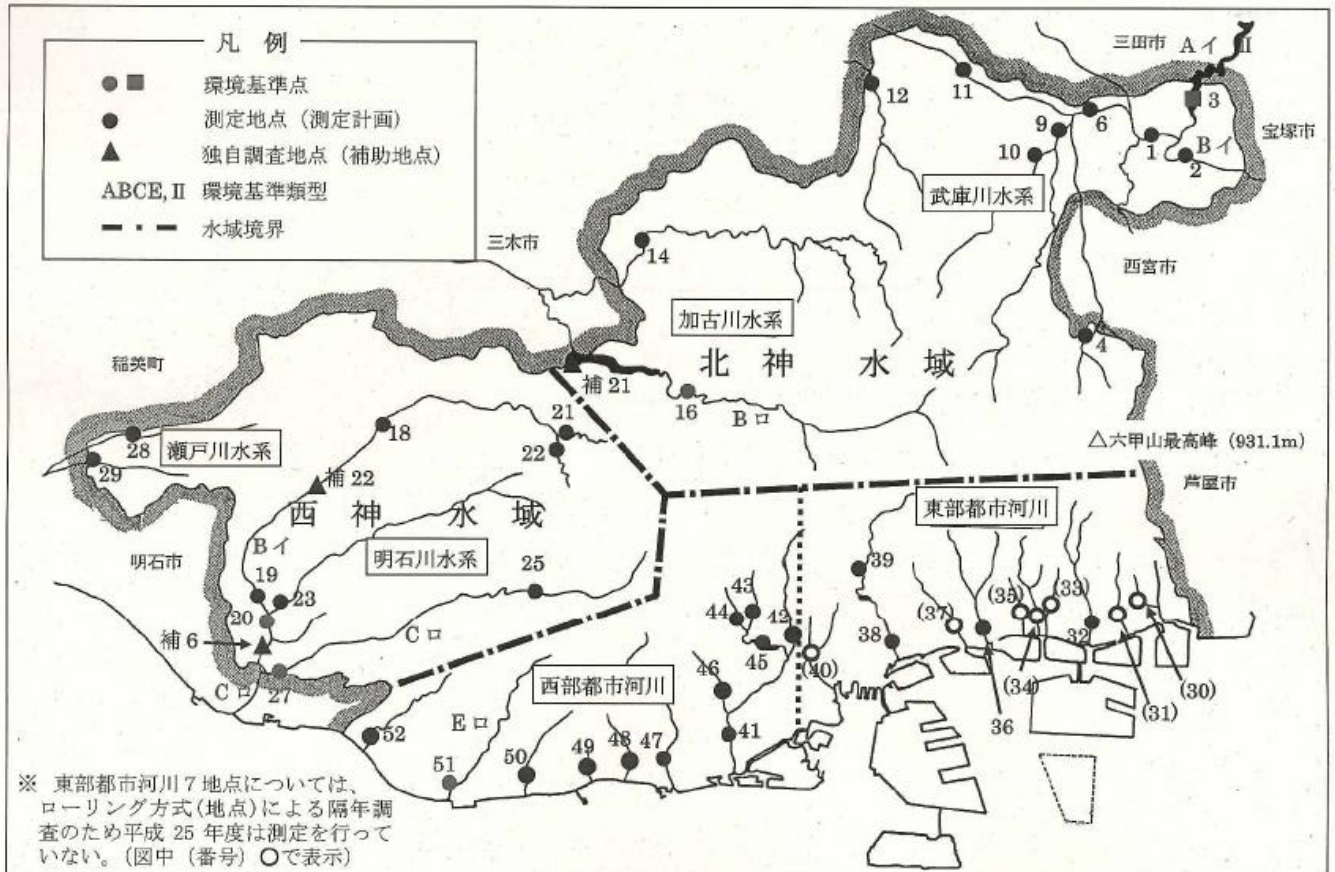 凡 例
環境基準点
測定地点 (測定計画)
独自調査地点 (補助地点)
ABCE, II 環境基準類型
水域境界
三田市
Aイ II
宝塚市
3
12
11
6
9
1
Bイ
10
2
武庫川水系
三木市
14
西宮市
加古川水系
4
稲美町
北 神 水 域
補 21
16
Bロ
21
18
28
瀬戸川水系
22
△六甲山最高峰 (931.1m)
29
補 22
芦屋市
西 神 水 域
東部都市河川
明石市
Bイ
明石川水系
19
23
25
39
20
43
44
42
(37)
(35)
(33)
補 6
Cロ
45
(40)
38
32
46
(34)
(30)
Cロ
27
西部都市河川
(31)
36
Eロ
41
52
51
50
49
48
47
※ 東部都市河川7地点については、
ローリング方式(地点)による隔年調
査のため平成 25 年度は測定を行って
いない。(図中 (番号) ○で表示)